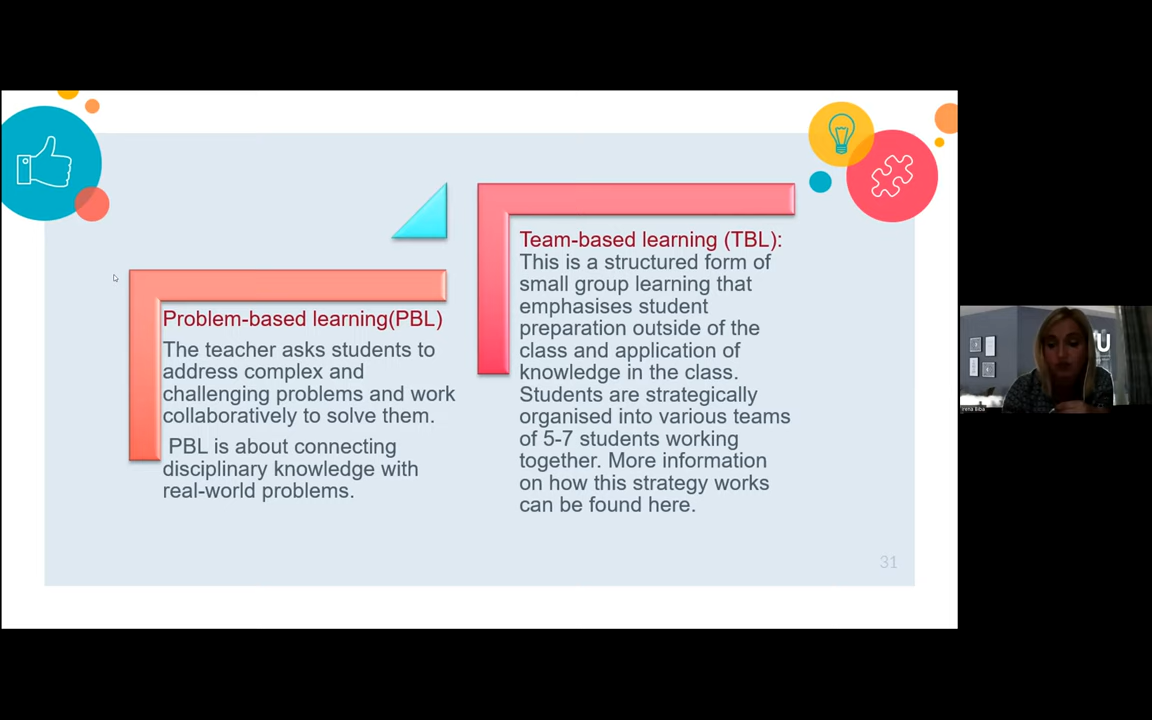 Problem-based learning(PBL)
The teacher asks students to
address complex and
challenging problems and work
collaboratively to solve them.
PBL is about connecting
disciplinary knowledge with
real-world problems.
Team-based learning (TBL):
This is a structured form of
small group learning that
emphasises student
preparation outside of the
class and application of
knowledge in the class.
Students are strategically
organised into various teams
of 5-7 students working
together. More information
on how this strategy works
can be found here.
31
U